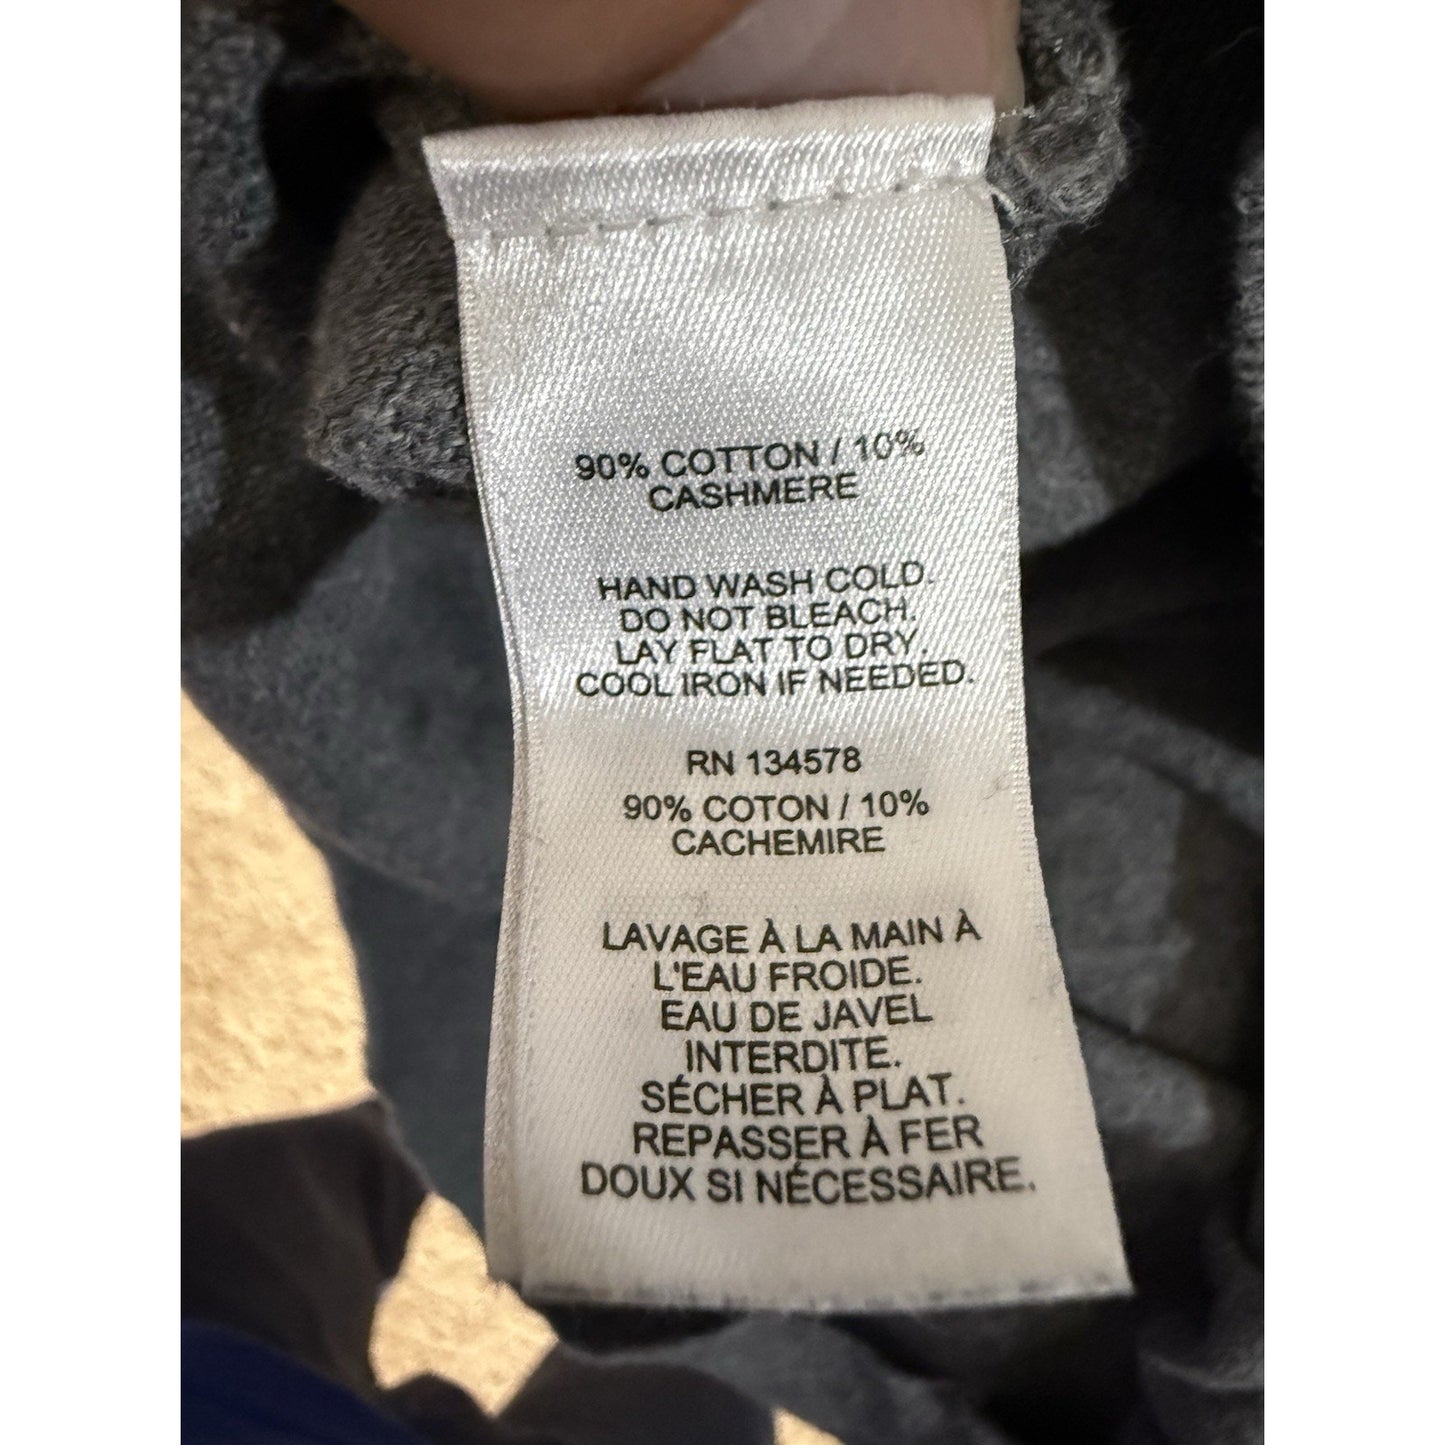 90% COTTON / 10%
CASHMERE
HAND WASH COLD.
DO NOT BLEACH.
LAY FLAT TO DRY.
COOL IRON IF NEEDED.
RN 134578
90% COTON / 10%
CACHEMIRE
LAVAGE À LA MAIN À
L'EAU FROIDE.
EAU DE JAVEL
INTERDITE.
SÉCHER À PLAT.
REPASSER À FER
DOUX SI NÉCESSAIRE.